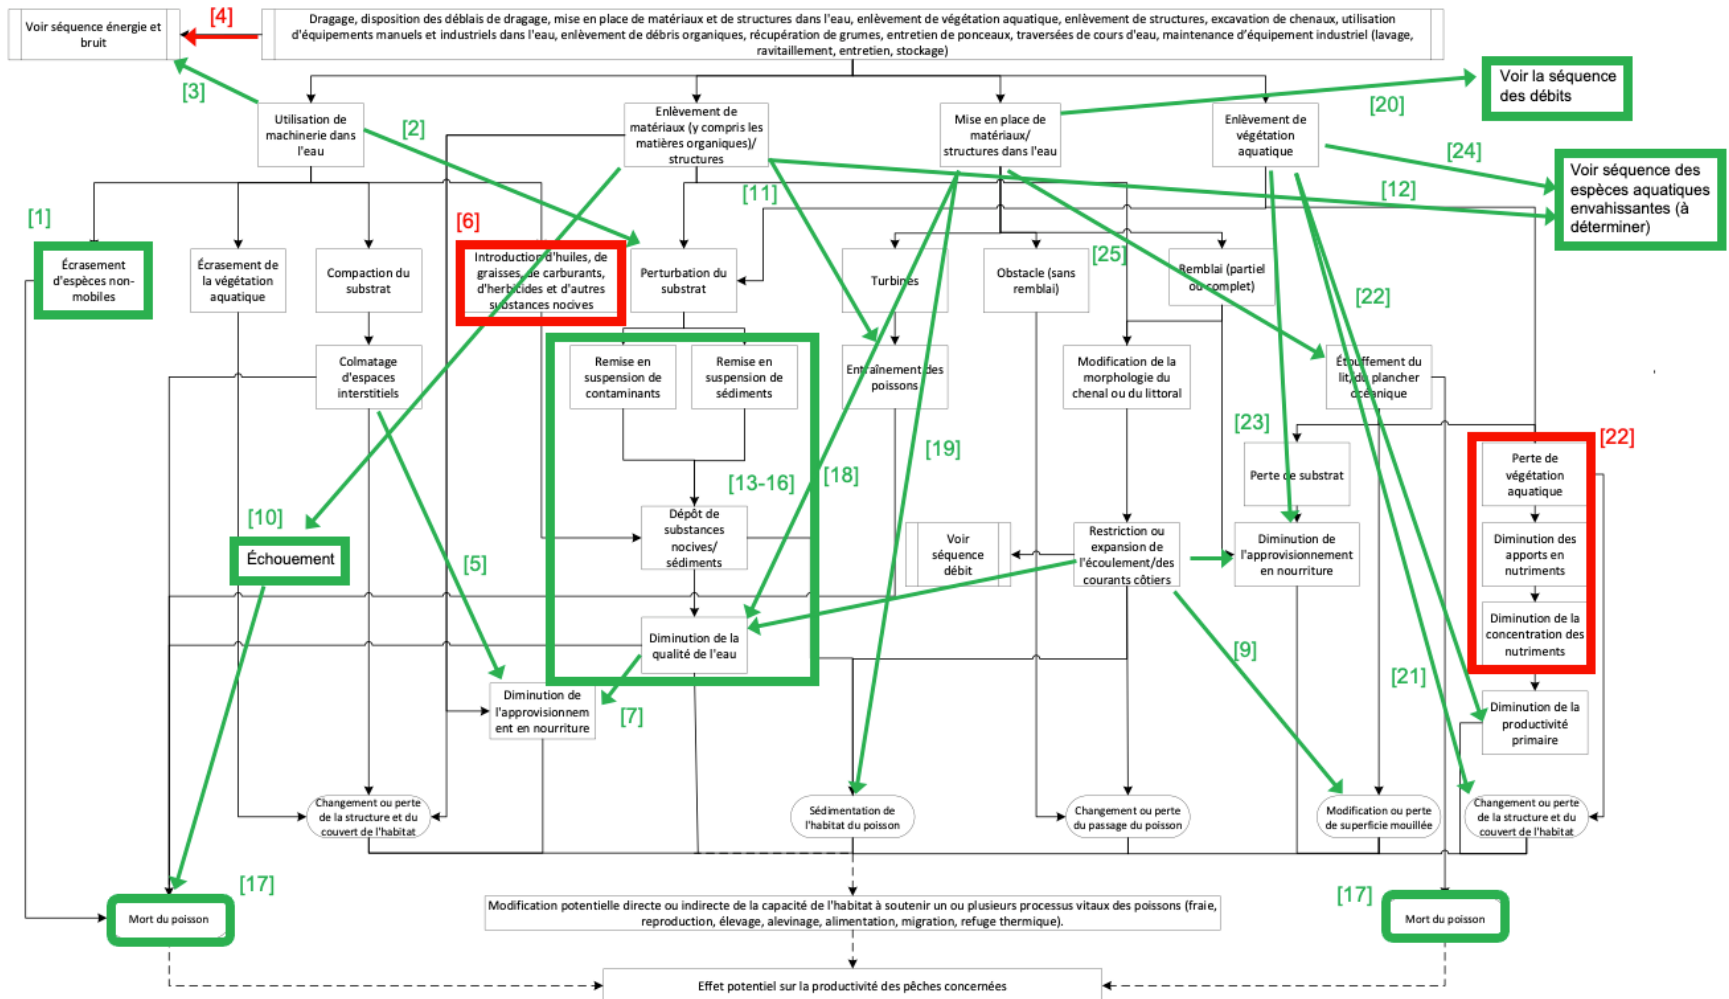 [4]
Voir séquence énergie et
bruit
Dragage, disposition des déblais de dragage, mise en place de matériaux et de structures dans l'eau, enlèvement de végétation aquatique, enlèvement de structures, excavation de chenaux, utilisation
d'équipements manuels et industriels dans l'eau, enlèvement de débris organiques, récupération de grumes, entretien de ponceaux, traversées de cours d'eau, maintenance d'équipement industriel (lavage,
ravitaillement, entretien, stockage)
[3]
[2]
[20]
Voir la séquence
des débits
Utilisation de
machinerie dans
l'eau
Enlèvement de
matériaux (y compris les
matières organiques)/
structures
Mise en place de
matériaux/
structures dans l'eau
Enlèvement de
végétation
aquatique
[24]
Voir séquence des
espèces aquatiques
envahissantes (à
déterminer)
[11]
[12]
[1]
[6]
[25]
[22]
Écrasement
d'espèces non-
mobiles
Écrasement de
la végétation
aquatique
Compaction du
substrat
Introduction d'huiles, de
graisses, de carburants,
d'herbicides et d'autres
substances nocives
Perturbation du
substrat
Turbines
Obstacle (sans
remblai)
Remblai (partiel
ou complet)
Colmatage
d'espaces
interstitiels
Remise en
suspension de
contaminants
Remise en
suspension de
sédiments
Entraînement des
poissons
Modification de la
morphologie du
chenal ou du littoral
Étouffement du
lit, du plancher
océanique
[23]
[22]
[19]
[18]
[13-16]
Perte de substrat
Perte de
végétation
aquatique
[10]
Échouement
[5]
Dépôt de
substances
nocives/
sédiments
Voir
séquence
débit
Restriction ou
expansion de
l'écoulement/des
courants côtiers
Diminution de
l'approvisionnement
en nourriture
Diminution des
apports en
nutriments
Diminution de la
qualité de l'eau
Diminution de la
concentration des
nutriments
[9]
[21]
[7]
Diminution de
l'approvisionnem
ent en nourriture
Diminution de la
productivité
primaire
Changement ou perte
de la structure et du
couvert de l'habitat
Sédimentation de
l'habitat du poisson
Changement ou perte
du passage du poisson
Modification ou perte
de superficie mouillée
Changement ou perte
de la structure et du
couvert de l'habitat
[17]
[17]
Mort du poisson
Modification potentielle directe ou indirecte de la capacité de l'habitat à soutenir un ou plusieurs processus vitaux des poissons (fraie,
reproduction, élevage, alevinage, alimentation, migration, refuge thermique).
Mort du poisson
Effet potentiel sur la productivité des pêches concernées